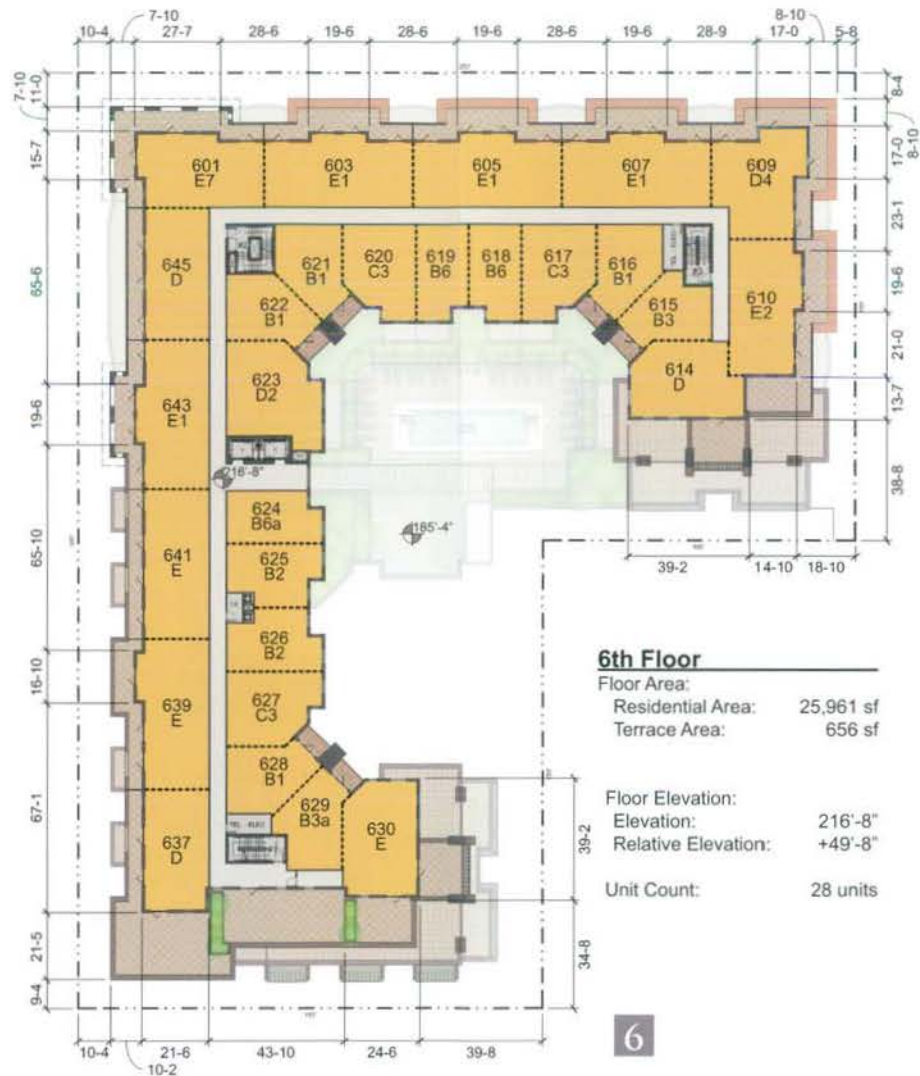 7-10
8-10
10-4 27-7 28-6 19-6 28-6 19-6 28-6 19-6 28-9 17-0 5-8
7-10
11-0
15-7
65-6
19-6
65-10
16-10
67-1
21-5
9-4
8-4
8-10
17-0
23-1
19-6
21-0
13-7
38-8
601
E7
603
E1
605
E1
607
E1
609
D4
645
D
621
B1
620
C3
619
B6
618
B6
617
C3
616
B1
622
B1
615
B3
610
E2
623
D2
614
D
643
E1
216'-8"
624
B6a
165'-4"
641
E
625
B2
39-2 14-10 18-10
626
B2
639
E
627
C3
628
B1
629
B3a
630
E
637
D
39-2
34-8
6th Floor
Floor Area:
Residential Area: 25,961 sf
Terrace Area: 656 sf
Floor Elevation:
Elevation: 216'-8"
Relative Elevation: +49'-8"
Unit Count: 28 units
6
10-4 21-6 43-10 24-6 39-8
10-2